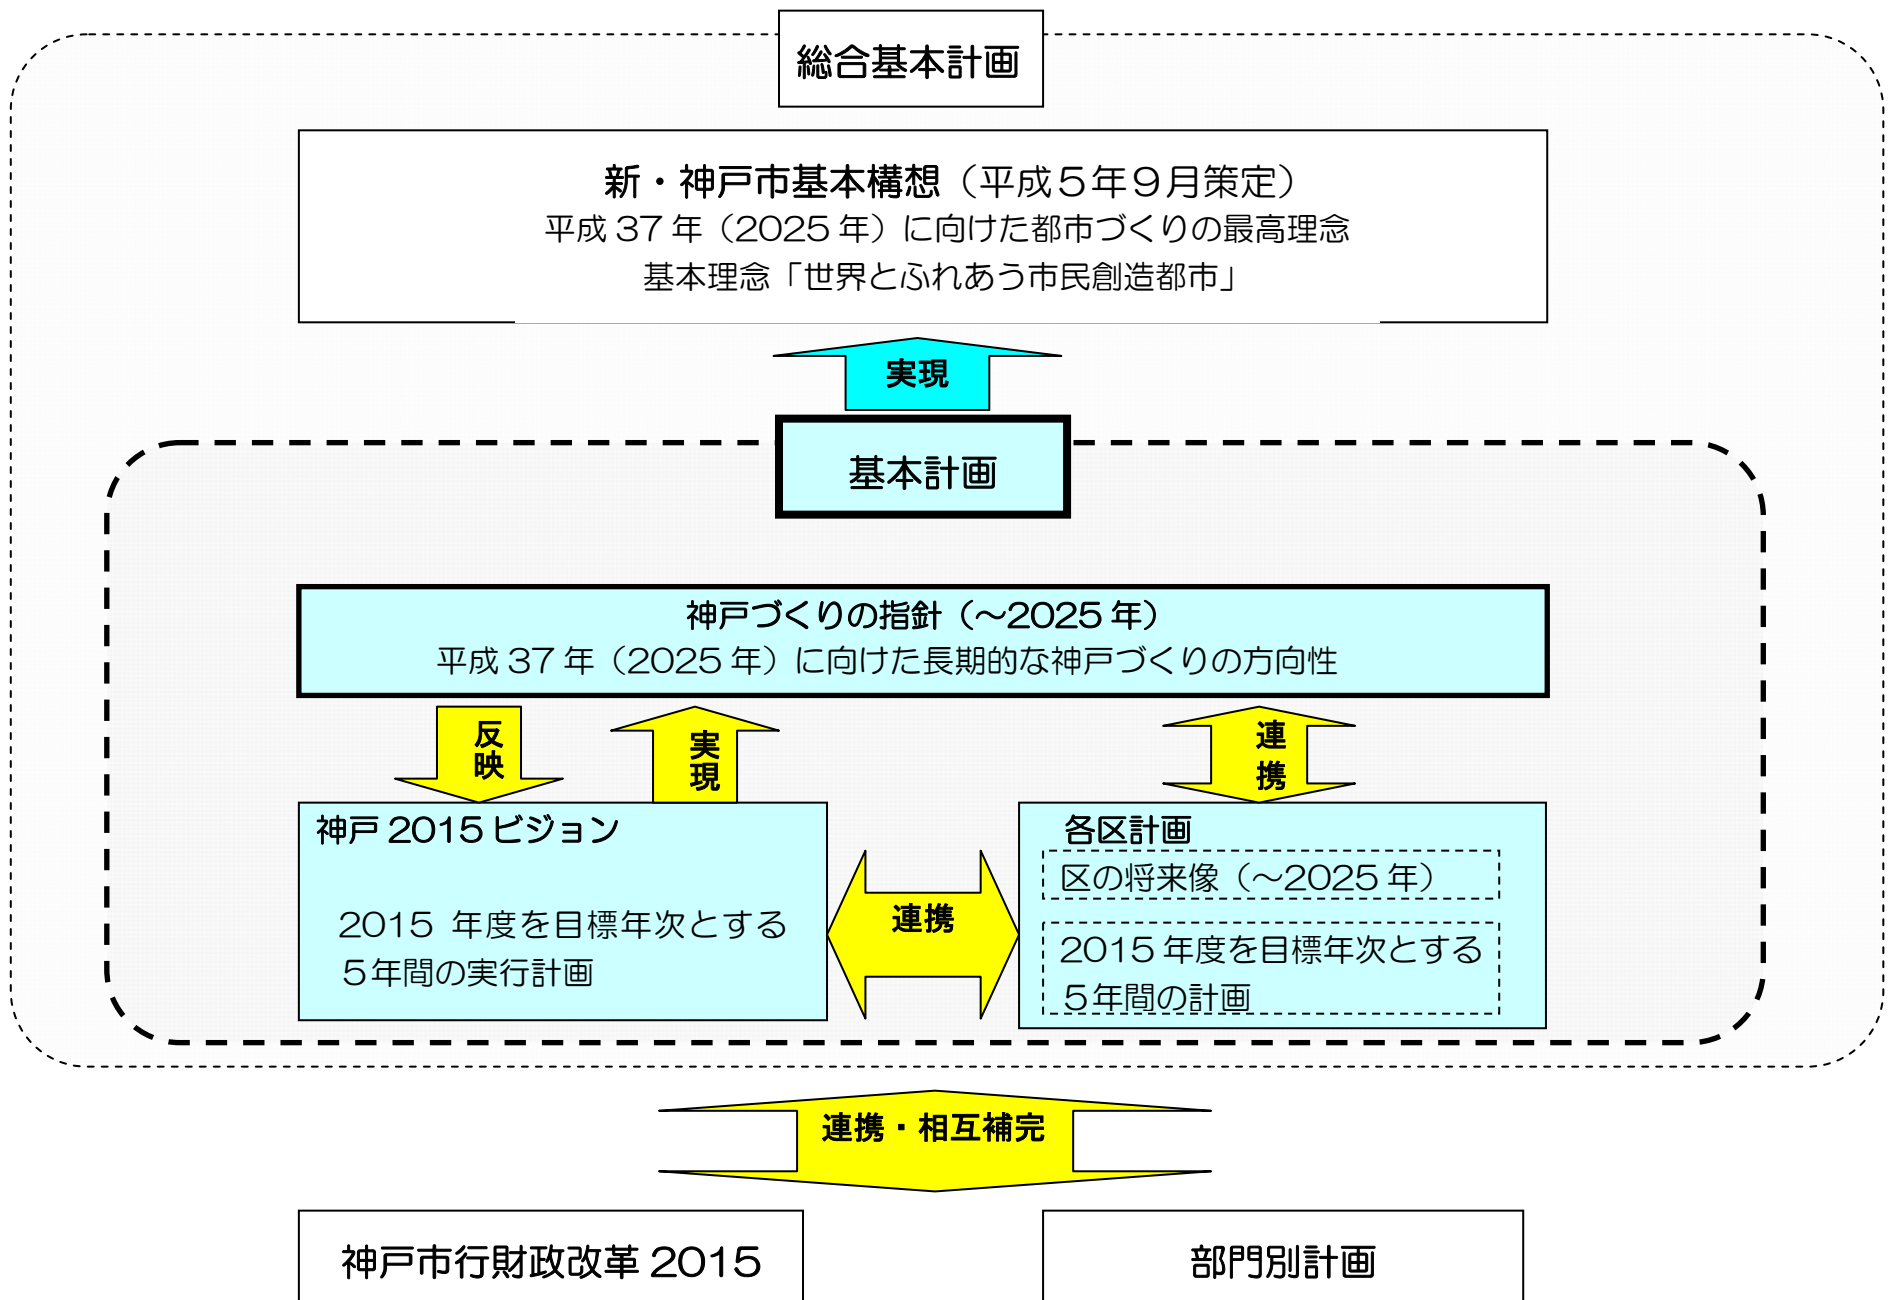 総合基本計画
新・神戸市基本構想（平成５年９月策定）
平成 37 年（2025 年）に向けた都市づくりの最高理念
基本理念「世界とふれあう市民創造都市」
実現
基本計画
神戸づくりの指針（～2025 年）
平成 37 年（2025 年）に向けた長期的な神戸づくりの方向性
反映
実現
連携
神戸 2015 ビジョン
2015 年度を目標年次とする
５年間の実行計画
連携
各区計画
区の将来像（～2025 年）
2015 年度を目標年次とする
５年間の計画
連携・相互補完
神戸市行財政改革 2015
部門別計画